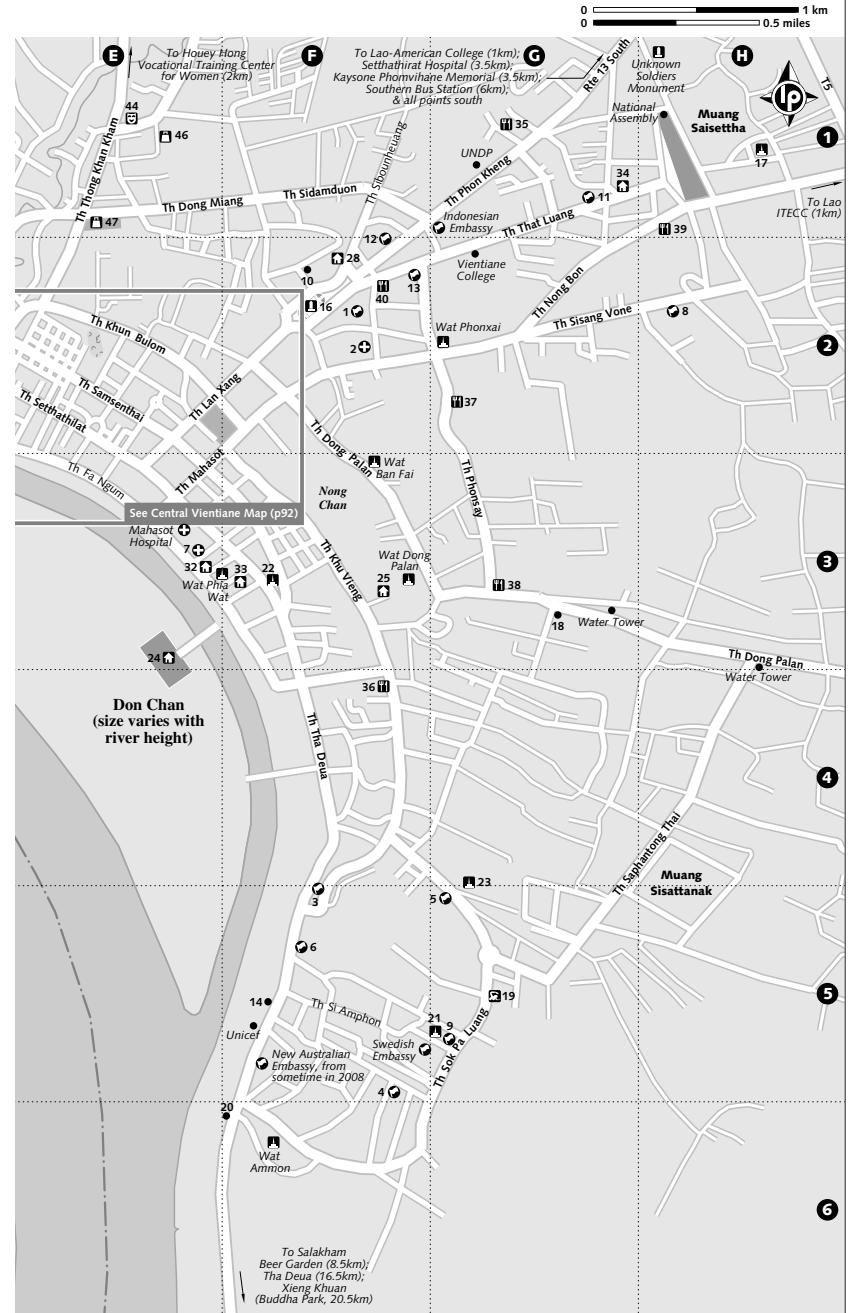 0 1 km
0 0.5 miles
E
F
G
H
To Houey Hong
Vocational Training Center
for Women (2km)
To Lao-American College (1km);
Setthathirat Hospital (3.5km);
Kaysone Phomvihane Memorial (3.5km);
Southern Bus Station (6km);
& all points south
Rte 13 South
Unknown
Soldiers
Monument
National
Assembly
Muang
Saisettha
lp
T5
1
44
46
35
UNDP
34
17
11
Th Thong Khan Kham
Th Sibounheuang
Th Phon Kheng
Th Sidamduon
Th Dong Miang
47
To Lao
ITECC (1km)
Indonesian
Embassy
Th That Luang
39
12
28
10
13
40
Vientiane
College
Th Nong Bon
16
1
Th Sisang Vone
8
Wat Phonxai
2
2
Th Khun Bulom
Th Samsenthai
Th Lan Xang
Th Setthathilat
37
Th Dong Palan
Th Fa Ngum
Th Mahasot
Wat
Ban Fai
Th Phonsay
Nong
Chan
See Central Vientiane Map (p92)
Mahasot
Hospital
7
32
33
22
Wat Phia
Wat
Th Khu Vieng
Wat Dong
Palan
25
38
3
18
Water Tower
24
Th Dong Palan
Water Tower
36
Don Chan
(size varies with
river height)
Th Tha Deua
4
Th Saphantong Thai
Muang
Sisattanak
23
3
5
6
14
19
5
Th Si Amphon
Unicef
21
9
Swedish
Embassy
Th Sok Pa Luang
New Australian
Embassy, from
sometime in 2008
4
20
Wat
Ammon
6
To Salakham
Beer Garden (8.5km);
Tha Deua (16.5km);
Xieng Khuan
(Buddha Park, 20.5km)